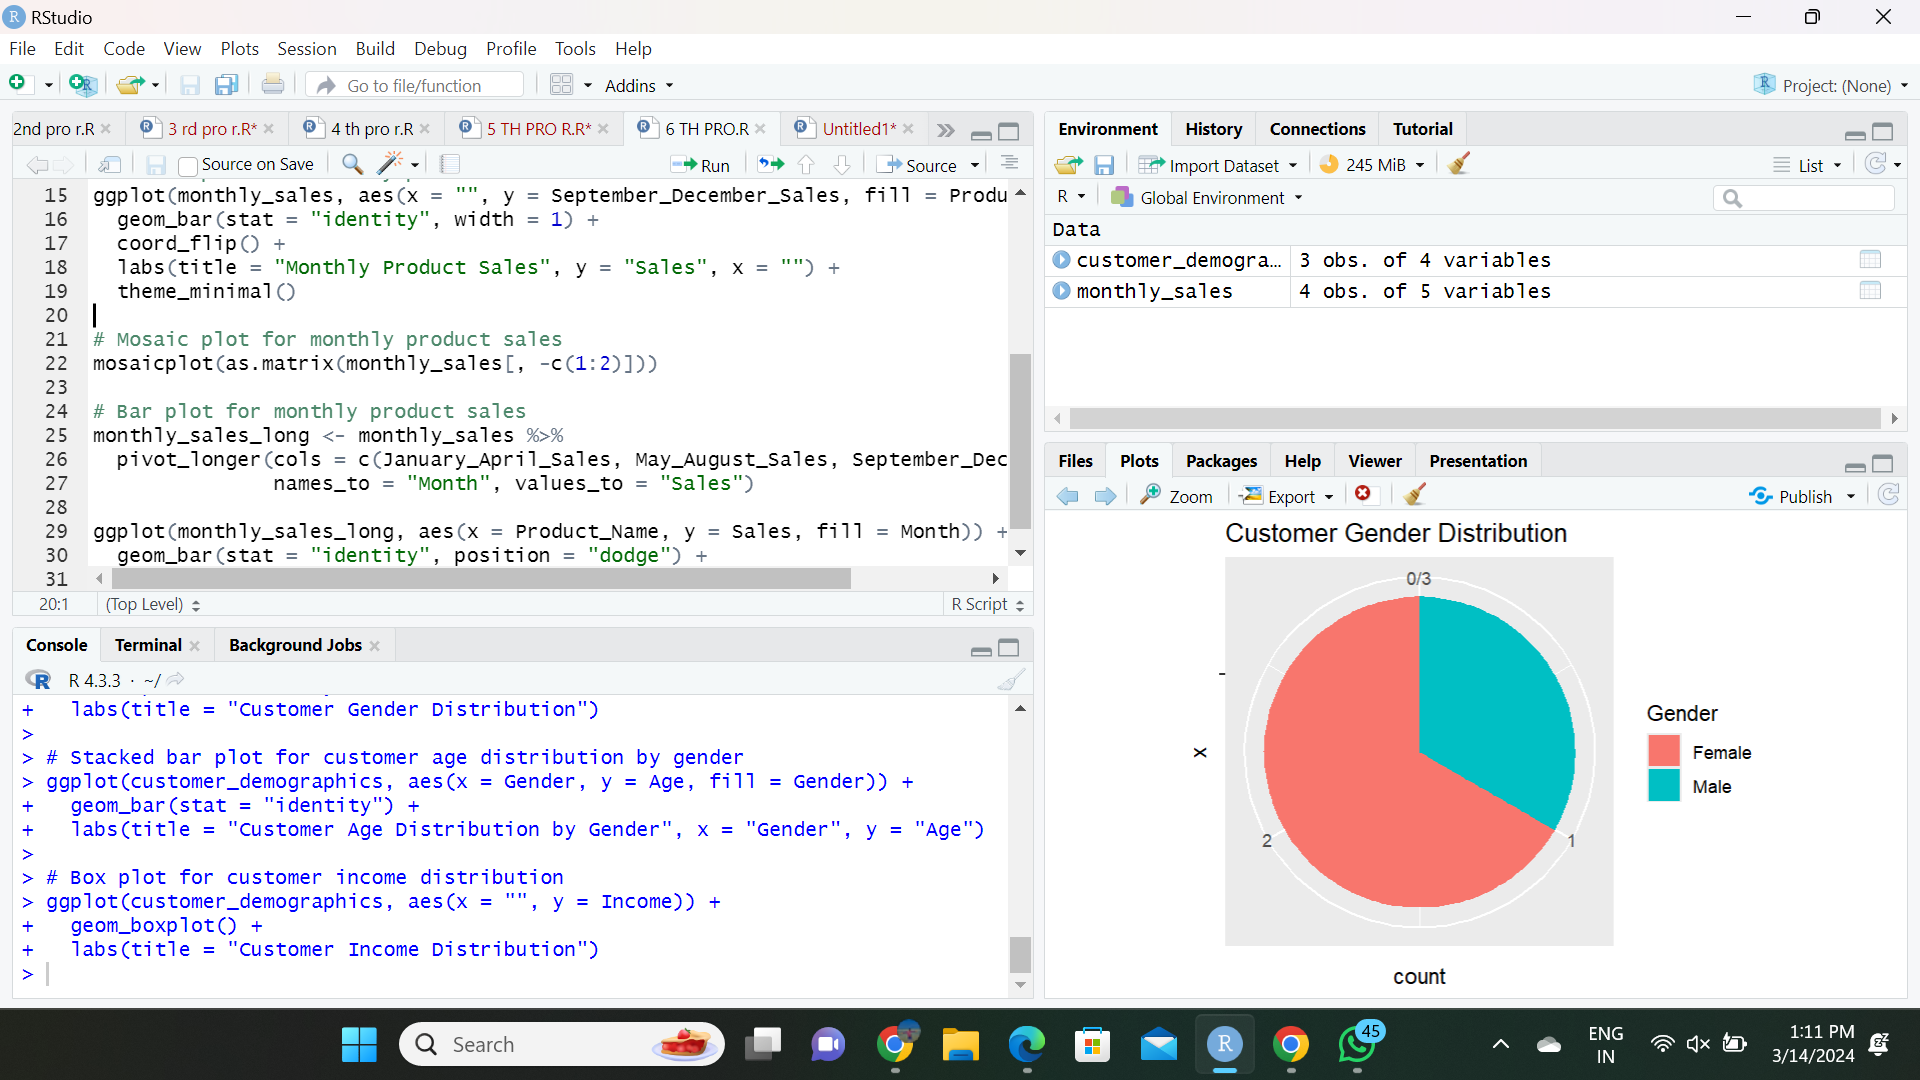 RStudio
File Edit Code View Plots Session Build Debug Profile Tools Help
Go to file/function Addins Project: (None)
2nd pro r.R 3 rd pro r.R* 4 th pro r.R 5 TH PRO R.R* 6 TH PRO.R Untitled1*
Source on Save Run Source
15 ggplot(monthly_sales, aes(x = "", y = September_December_Sales, fill = Produ
16 geom_bar(stat = "identity", width = 1) +
17 coord_flip() +
18 labs(title = "Monthly Product Sales", y = "Sales", x = "") +
19 theme_minimal()
20
21 # Mosaic plot for monthly product sales
22 mosaicplot(as.matrix(monthly_sales[, -c(1:2)]))
23
24 # Bar plot for monthly product sales
25 monthly_sales_long <- monthly_sales %>%
26 pivot_longer(cols = c(January_April_Sales, May_August_Sales, September_Dec
27 names_to = "Month", values_to = "Sales")
28
29 ggplot(monthly_sales_long, aes(x = Product_Name, y = Sales, fill = Month)) +
30 geom_bar(stat = "identity", position = "dodge") +
31
20:1 (Top Level) R Script
Console Terminal Background Jobs
R 4.3.3 · ~/
+ labs(title = "Customer Gender Distribution")
>
> # Stacked bar plot for customer age distribution by gender
> ggplot(customer_demographics, aes(x = Gender, y = Age, fill = Gender)) +
+ geom_bar(stat = "identity") +
+ labs(title = "Customer Age Distribution by Gender", x = "Gender", y = "Age")
>
> # Box plot for customer income distribution
> ggplot(customer_demographics, aes(x = "", y = Income)) +
+ geom_boxplot() +
+ labs(title = "Customer Income Distribution")
>
Environment History Connections Tutorial
Import Dataset 245 MiB List
R Global Environment
Data
customer_demogra… 3 obs. of 4 variables
monthly_sales 4 obs. of 5 variables
Files Plots Packages Help Viewer Presentation
Zoom Export Publish
Customer Gender Distribution
0/3
1
2
x
count
Gender
Female
Male
Search
45
ENG
IN
1:11 PM
3/14/2024